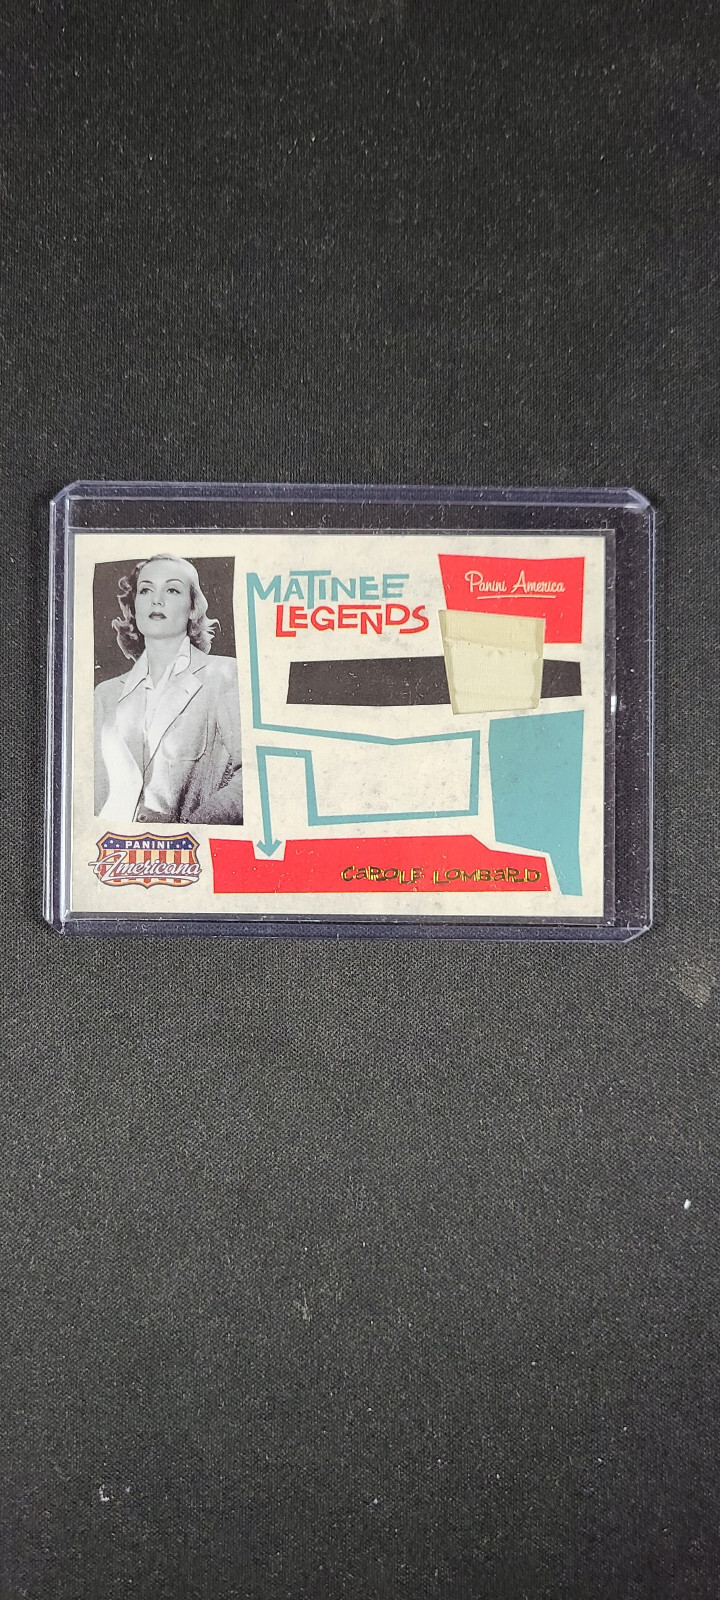 MATINEE
LEGENDS
Panini America
PANINI
Americana
CAROLE LOMBARD